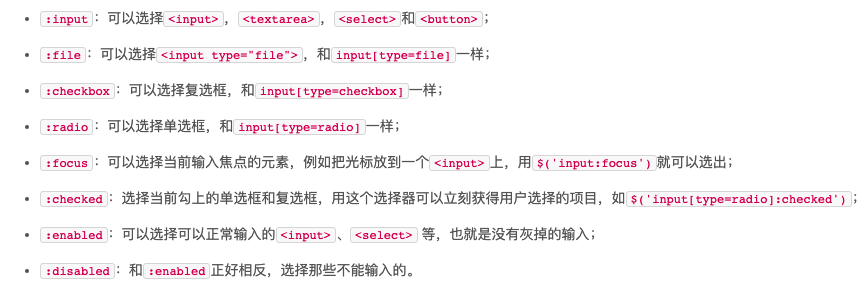 :input：可以选择<input>，<textarea>，<select>和<button>；
:file：可以选择<input type="file">，和input[type=file]一样；
:checkbox：可以选择复选框，和input[type=checkbox]一样；
:radio：可以选择单选框，和input[type=radio]一样；
:focus：可以选择当前输入焦点的元素，例如把光标放到一个<input>上，用$('input:focus')就可以选出；
:checked：选择当前勾上的单选框和复选框，用这个选择器可以立刻获得用户选择的项目，如$('input[type=radio]:checked')；
:enabled：可以选择可以正常输入的<input>、<select> 等，也就是没有灰掉的输入；
:disabled：和:enabled正好相反，选择那些不能输入的。